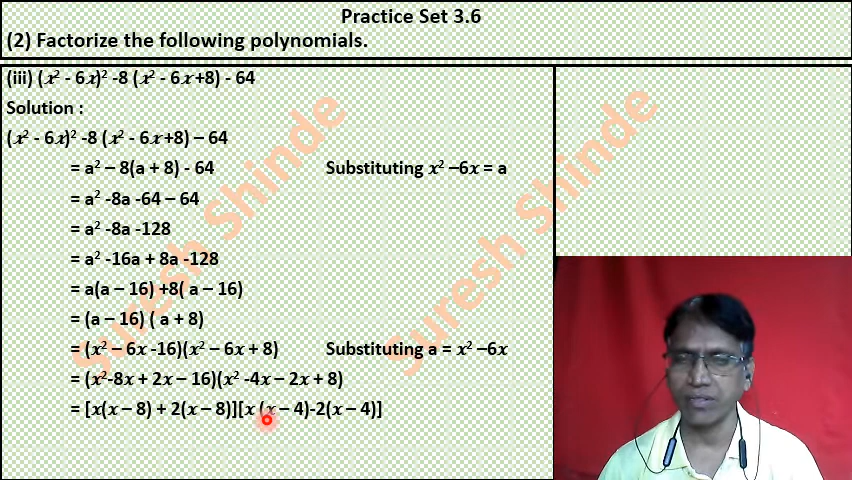 Practice Set 3.6
(2) Factorize the following polynomials.
(iii) (x² - 6x)² -8 (x² - 6x +8) - 64
Solution :
(x² - 6x)² -8 (x² - 6x +8) – 64
= a² – 8(a + 8) - 64 Substituting x² –6x = a
= a² -8a -64 – 64
= a² -8a -128
= a² -16a + 8a -128
= a(a – 16) +8( a – 16)
= (a – 16) ( a + 8)
= (x² – 6x -16)(x² – 6x + 8) Substituting a = x² –6x
= (x²-8x + 2x – 16)(x² -4x – 2x + 8)
= [x(x – 8) + 2(x – 8)][x (x – 4)-2(x – 4)]
Suresh Shinde
Suresh Shinde